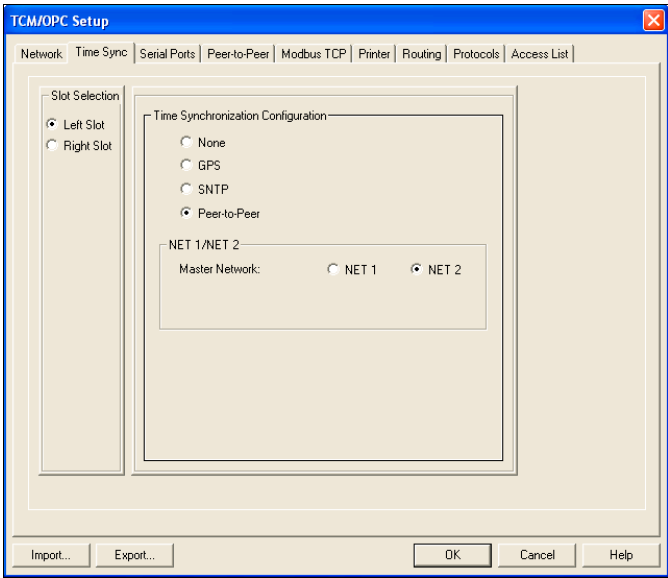 TCM/OPC Setup
Network Time Sync Serial Ports Peer-to-Peer Modbus TCP Printer Routing Protocols Access List
Slot Selection
Left Slot
Right Slot
Time Synchronization Configuration
None
GPS
SNTP
Peer-to-Peer
NET 1/NET 2
Master Network: NET 1 NET 2
Import... Export... OK Cancel Help